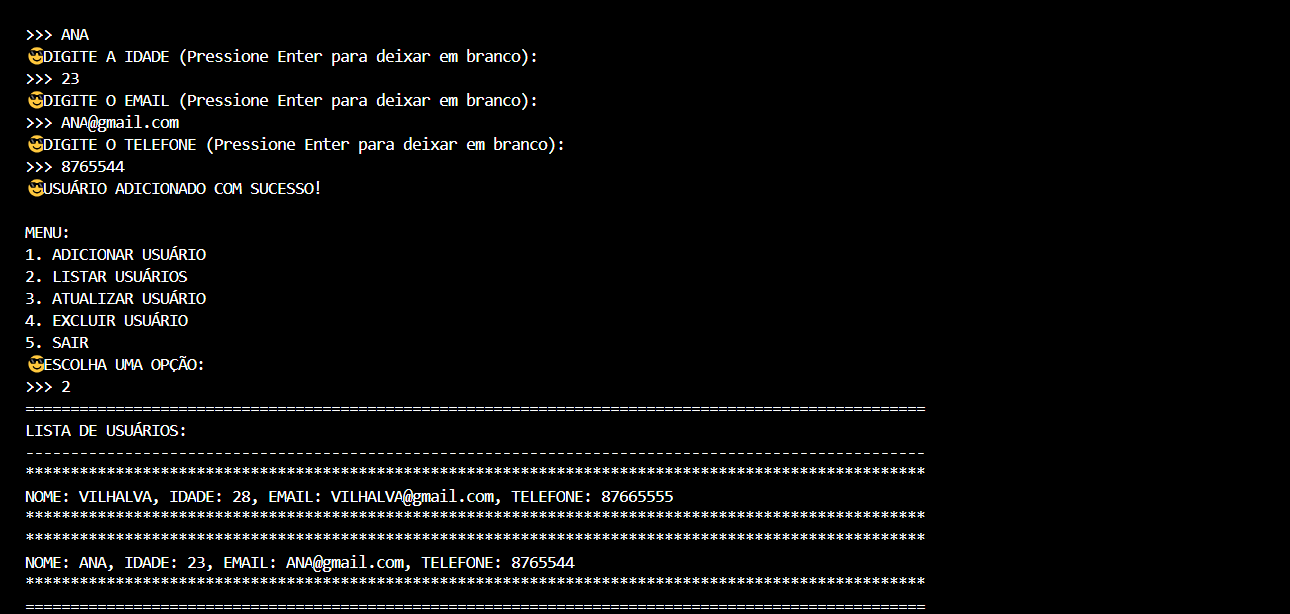 >>> ANA
😎DIGITE A IDADE (Pressione Enter para deixar em branco):
>>> 23
😎DIGITE O EMAIL (Pressione Enter para deixar em branco):
>>> ANA@gmail.com
😎DIGITE O TELEFONE (Pressione Enter para deixar em branco):
>>> 8765544
😎USUÁRIO ADICIONADO COM SUCESSO!
MENU:
1. ADICIONAR USUÁRIO
2. LISTAR USUÁRIOS
3. ATUALIZAR USUÁRIO
4. EXCLUIR USUÁRIO
5. SAIR
😎ESCOLHA UMA OPÇÃO:
>>> 2
====================================================================================================
LISTA DE USUÁRIOS:
----------------------------------------------------------------------------------------------------
****************************************************************************************************
NOME: VILHALVA, IDADE: 28, EMAIL: VILHALVA@gmail.com, TELEFONE: 87665555
****************************************************************************************************
****************************************************************************************************
NOME: ANA, IDADE: 23, EMAIL: ANA@gmail.com, TELEFONE: 8765544
****************************************************************************************************
====================================================================================================